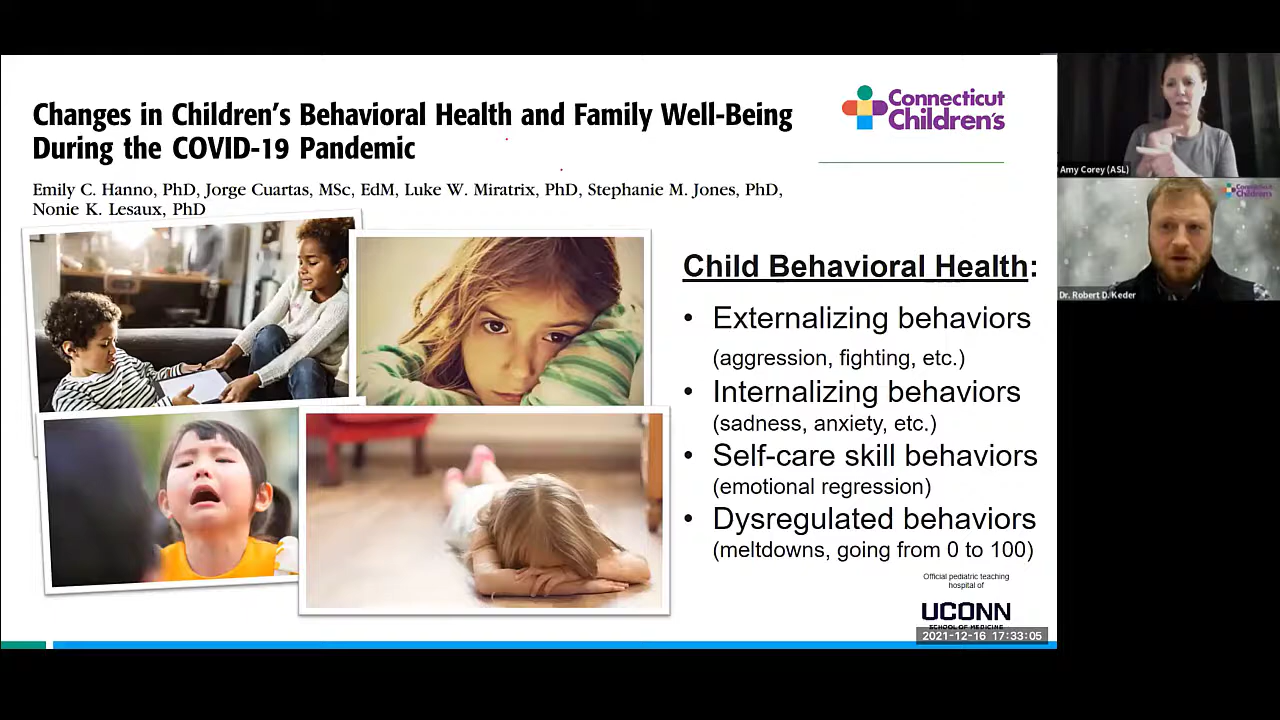 Changes in Children's Behavioral Health and Family Well-Being
During the COVID-19 Pandemic
Emily C. Hanno, PhD, Jorge Cuartas, MSc, EdM, Luke W. Miratrix, PhD, Stephanie M. Jones, PhD,
Nonie K. Lesaux, PhD
Connecticut
Children's
Child Behavioral Health:
• Externalizing behaviors
(aggression, fighting, etc.)
• Internalizing behaviors
(sadness, anxiety, etc.)
• Self-care skill behaviors
(emotional regression)
• Dysregulated behaviors
(meltdowns, going from 0 to 100)
Official pediatric teaching
hospital of
UCONN
SCHOOL OF MEDICINE
2021-12-16 17:33:05
Amy Corey (ASL)
Connecticut
Children's
Dr. Robert D. Keder